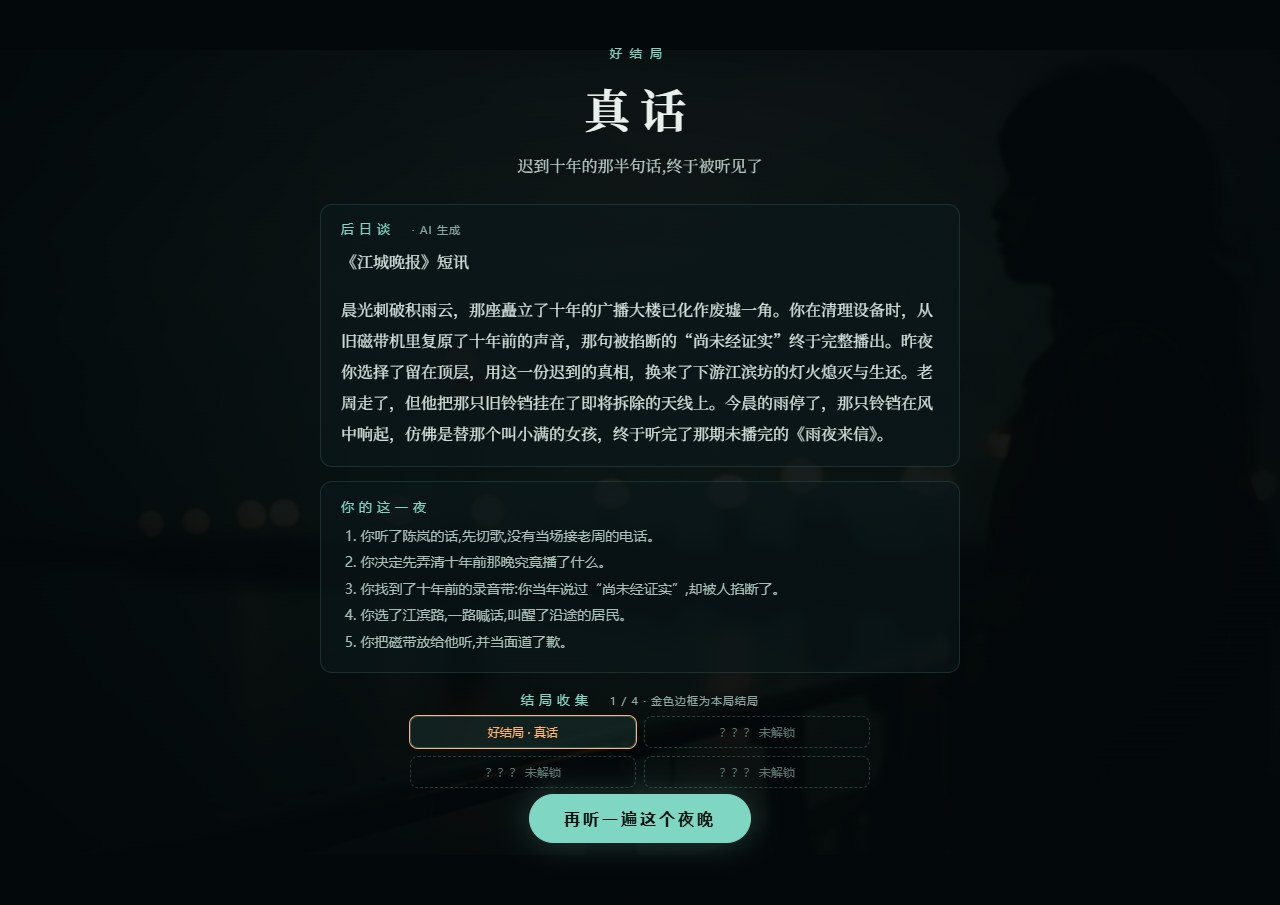 好结局
真话
迟到十年的那半句话,终于被听见了
后日谈 · AI 生成
《江城晚报》短讯
晨光刺破积雨云，那座矗立了十年的广播大楼已化作废墟一角。你在清理设备时，从
旧磁带机里复原了十年前的声音，那句被掐断的“尚未经证实”终于完整播出。昨夜
你选择了留在顶层，用这一份迟到的真相，换来了下游江滨坊的灯火熄灭与生还。老
周走了，但他把那只旧铃铛挂在了即将拆除的天线上。今晨的雨停了，那只铃铛在风
中响起，仿佛是替那个叫小满的女孩，终于听完了那期未播完的《雨夜来信》。
你的这一夜
1. 你听了陈岚的话,先切歌,没有当场接老周的电话。
2. 你决定先弄清十年前那晚究竟播了什么。
3. 你找到了十年前的录音带:你当年说过“尚未经证实”,却被人掐断了。
4. 你选了江滨路,一路喊话,叫醒了沿途的居民。
5. 你把磁带放给他听,并当面道了歉。
结局收集 1 / 4 · 金色边框为本局结局
好结局 · 真话
？？？ 未解锁
？？？ 未解锁
？？？ 未解锁
再听一遍这个夜晚